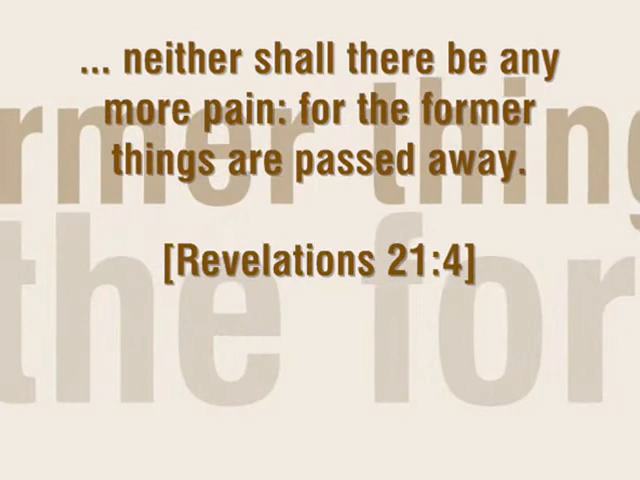 ... neither shall there be any
more pain: for the former
things are passed away.
[Revelations 21:4]
rmer thing
the for